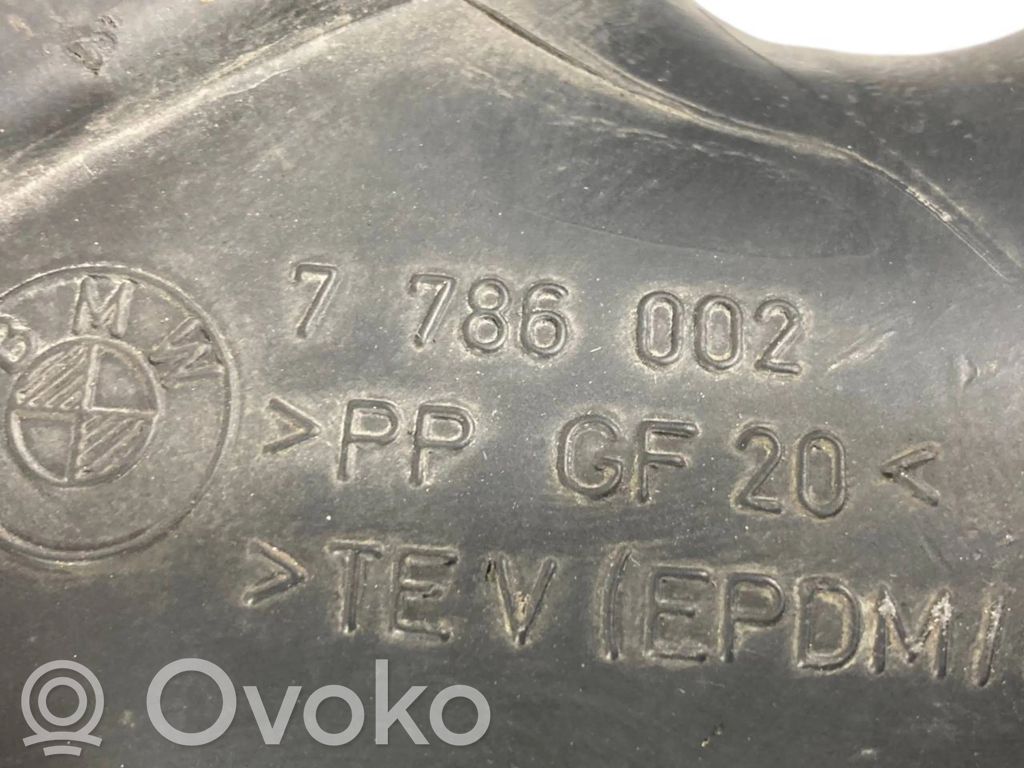 BMW
7 786 002
>PP GF 20<
>TEV (EPDM/
Ovoko